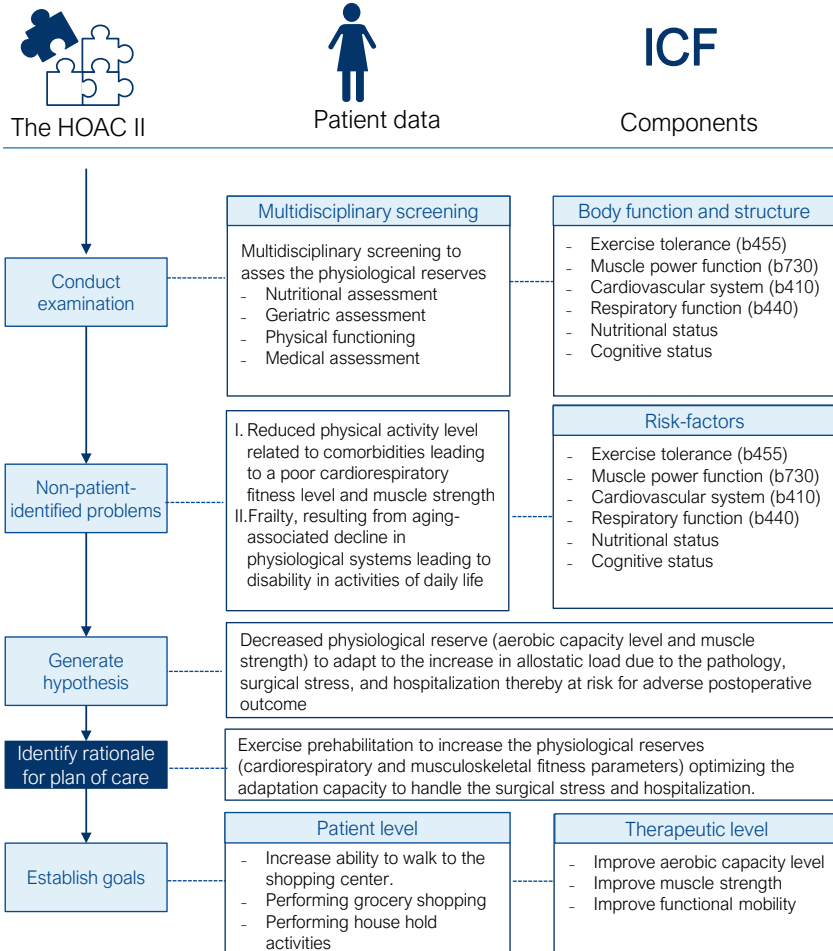 ICF
The HOAC II
Patient data
Components
Conduct
examination
Multidisciplinary screening
Multidisciplinary screening to
asses the physiological reserves
- Nutritional assessment
- Geriatric assessment
- Physical functioning
- Medical assessment
Body function and structure
- Exercise tolerance (b455)
- Muscle power function (b730)
- Cardiovascular system (b410)
- Respiratory function (b440)
- Nutritional status
- Cognitive status
Non-patient-
identified problems
I. Reduced physical activity level
related to comorbidities leading
to a poor cardiorespiratory
fitness level and muscle strength
II.Frailty, resulting from aging-
associated decline in
physiological systems leading to
disability in activities of daily life
Risk-factors
- Exercise tolerance (b455)
- Muscle power function (b730)
- Cardiovascular system (b410)
- Respiratory function (b440)
- Nutritional status
- Cognitive status
Generate
hypothesis
Decreased physiological reserve (aerobic capacity level and muscle
strength) to adapt to the increase in allostatic load due to the pathology,
surgical stress, and hospitalization thereby at risk for adverse postoperative
outcome
Identify rationale
for plan of care
Exercise prehabilitation to increase the physiological reserves
(cardiorespiratory and musculoskeletal fitness parameters) optimizing the
adaptation capacity to handle the surgical stress and hospitalization.
Establish goals
Patient level
- Increase ability to walk to the
shopping center.
- Performing grocery shopping
- Performing house hold
activities
Therapeutic level
- Improve aerobic capacity level
- Improve muscle strength
- Improve functional mobility